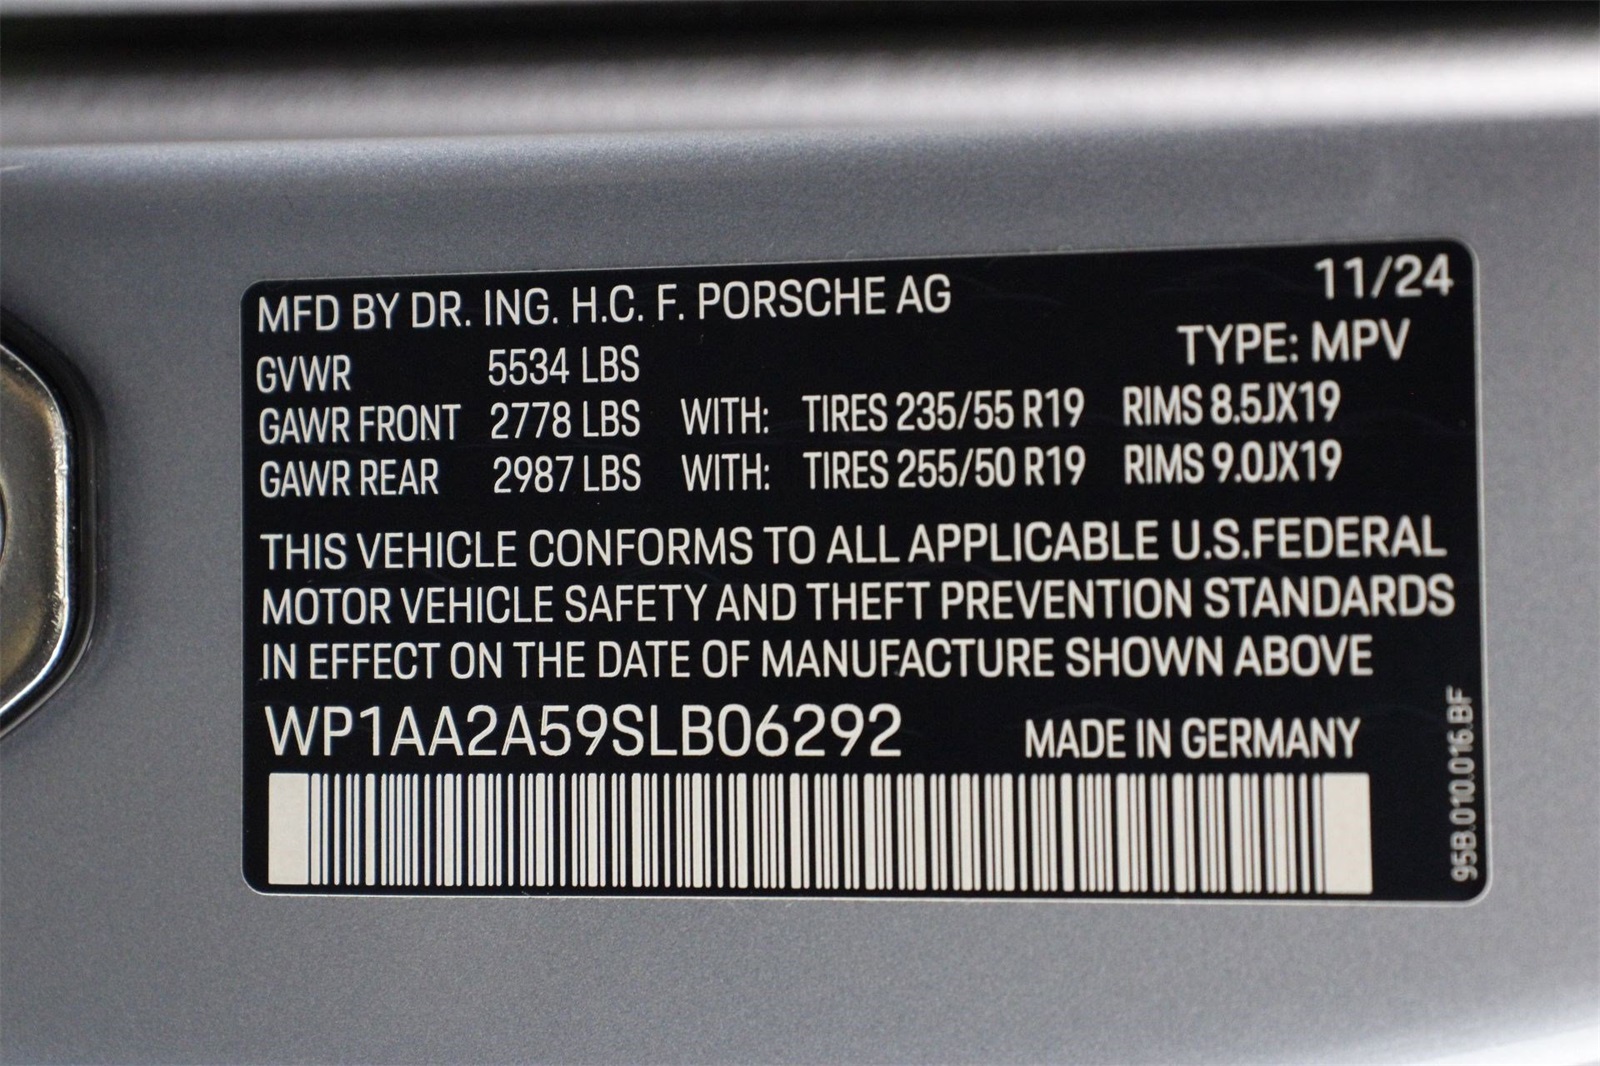 MFD BY DR. ING. H.C. F. PORSCHE AG 11/24
GVWR 5534 LBS TYPE: MPV
GAWR FRONT 2778 LBS WITH: TIRES 235/55 R19 RIMS 8.5JX19
GAWR REAR 2987 LBS WITH: TIRES 255/50 R19 RIMS 9.0JX19
THIS VEHICLE CONFORMS TO ALL APPLICABLE U.S.FEDERAL
MOTOR VEHICLE SAFETY AND THEFT PREVENTION STANDARDS
IN EFFECT ON THE DATE OF MANUFACTURE SHOWN ABOVE
WP1AA2A59SLB06292 MADE IN GERMANY
95B.010.016.BF